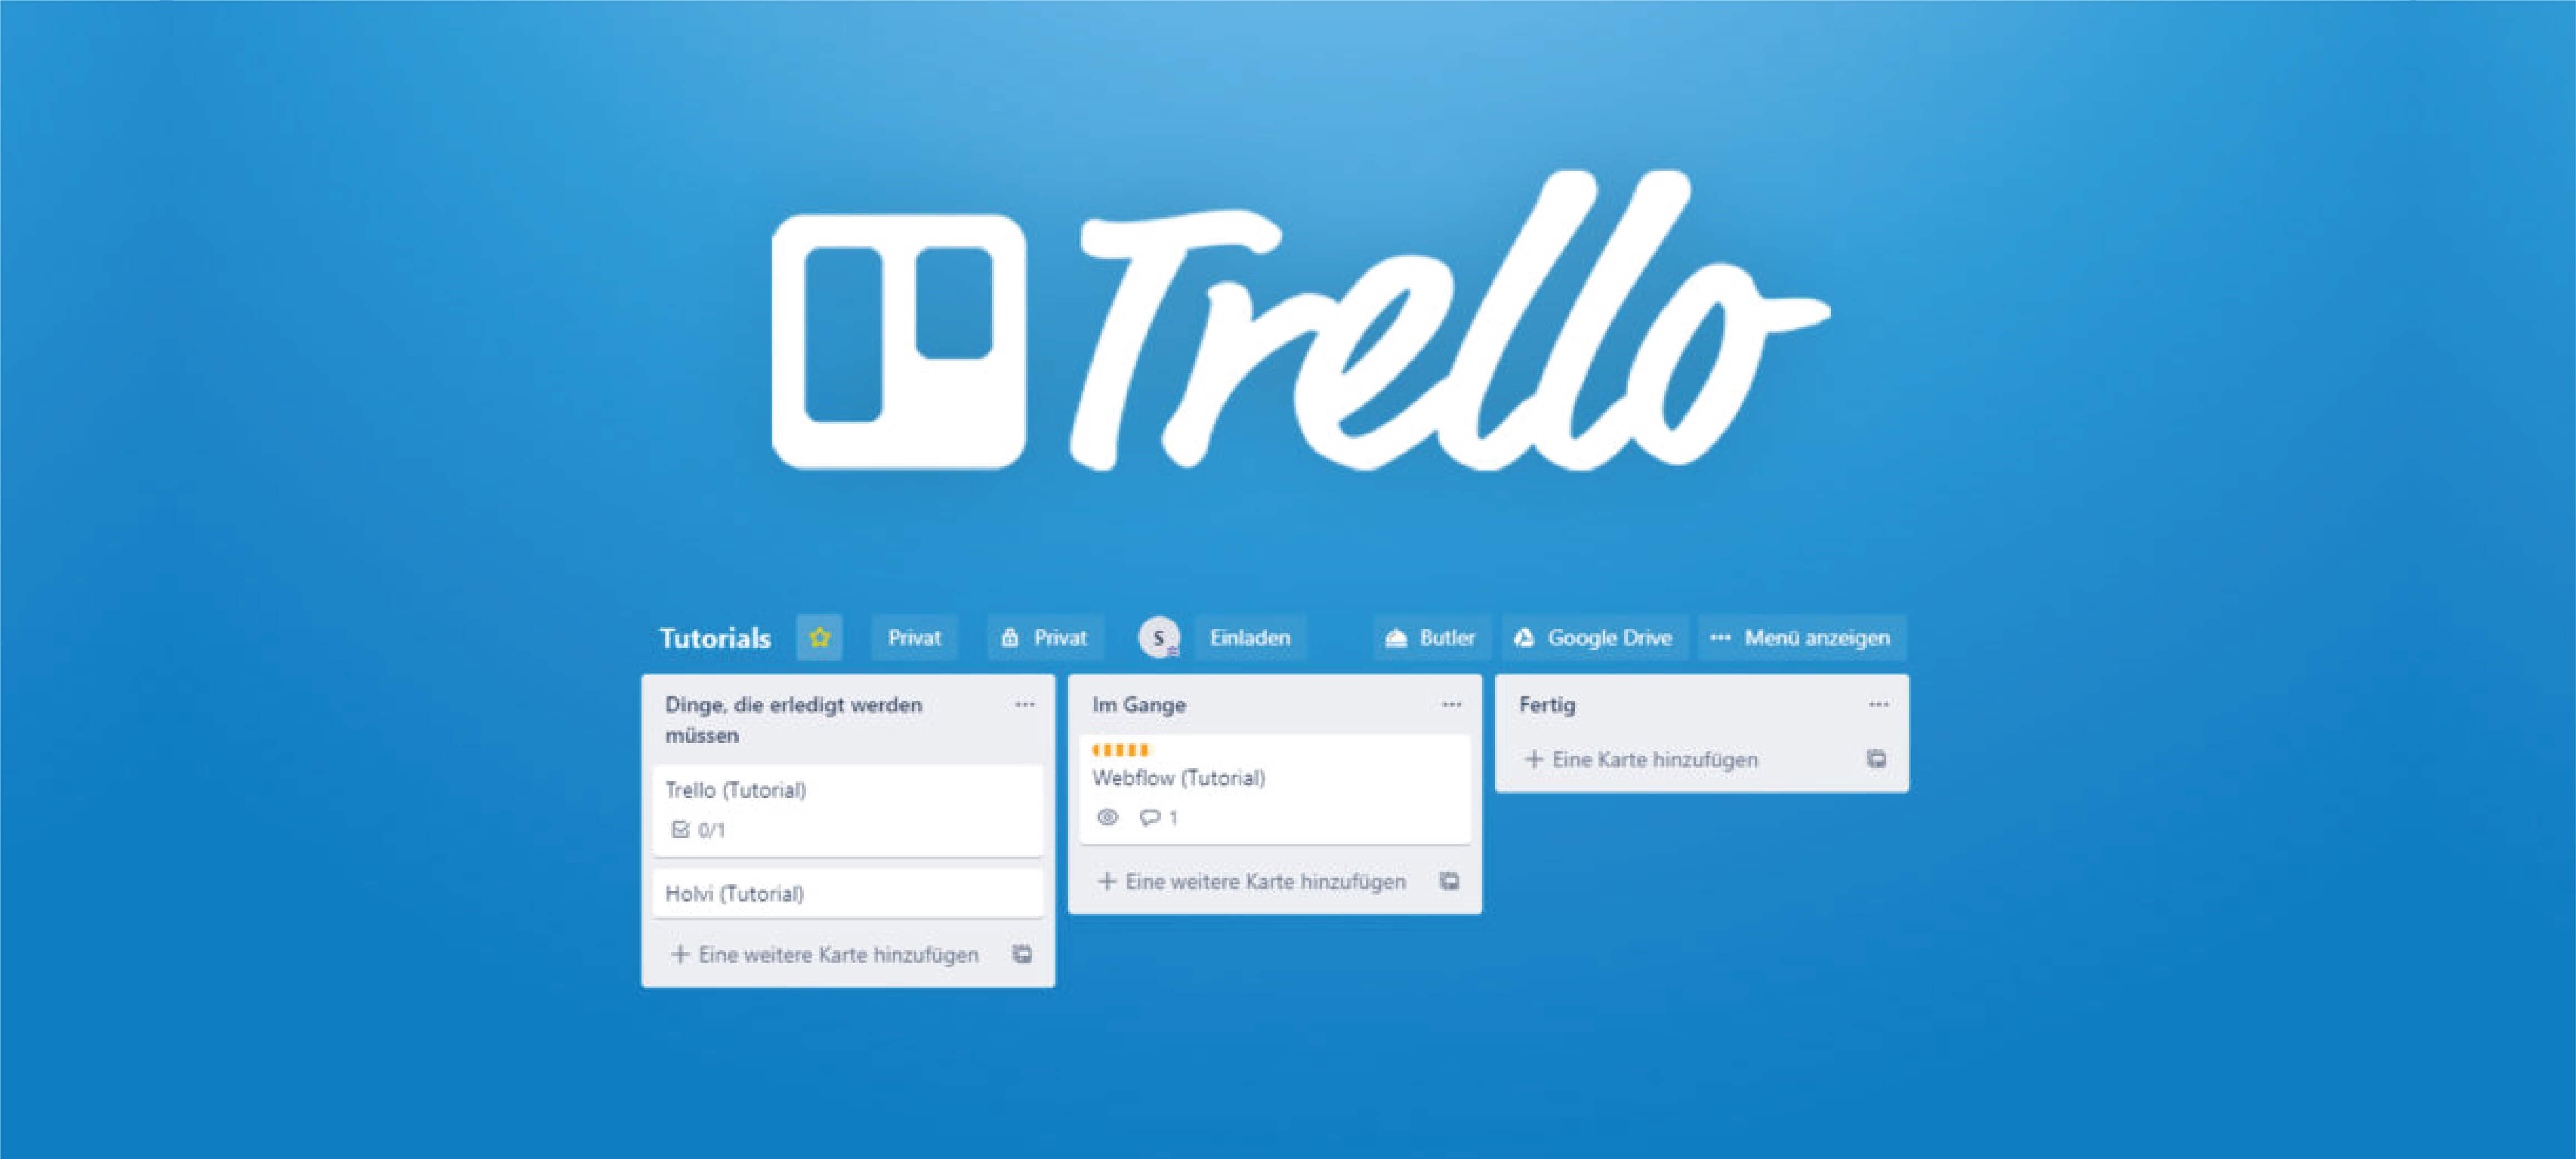 Trello
Tutorials Privat Privat S Einladen Butler Google Drive Menü anzeigen
Dinge, die erledigt werden
müssen
Trello (Tutorial)
0/1
Holvi (Tutorial)
+ Eine weitere Karte hinzufügen
Im Gange
Webflow (Tutorial)
1
+ Eine weitere Karte hinzufügen
Fertig
+ Eine Karte hinzufügen